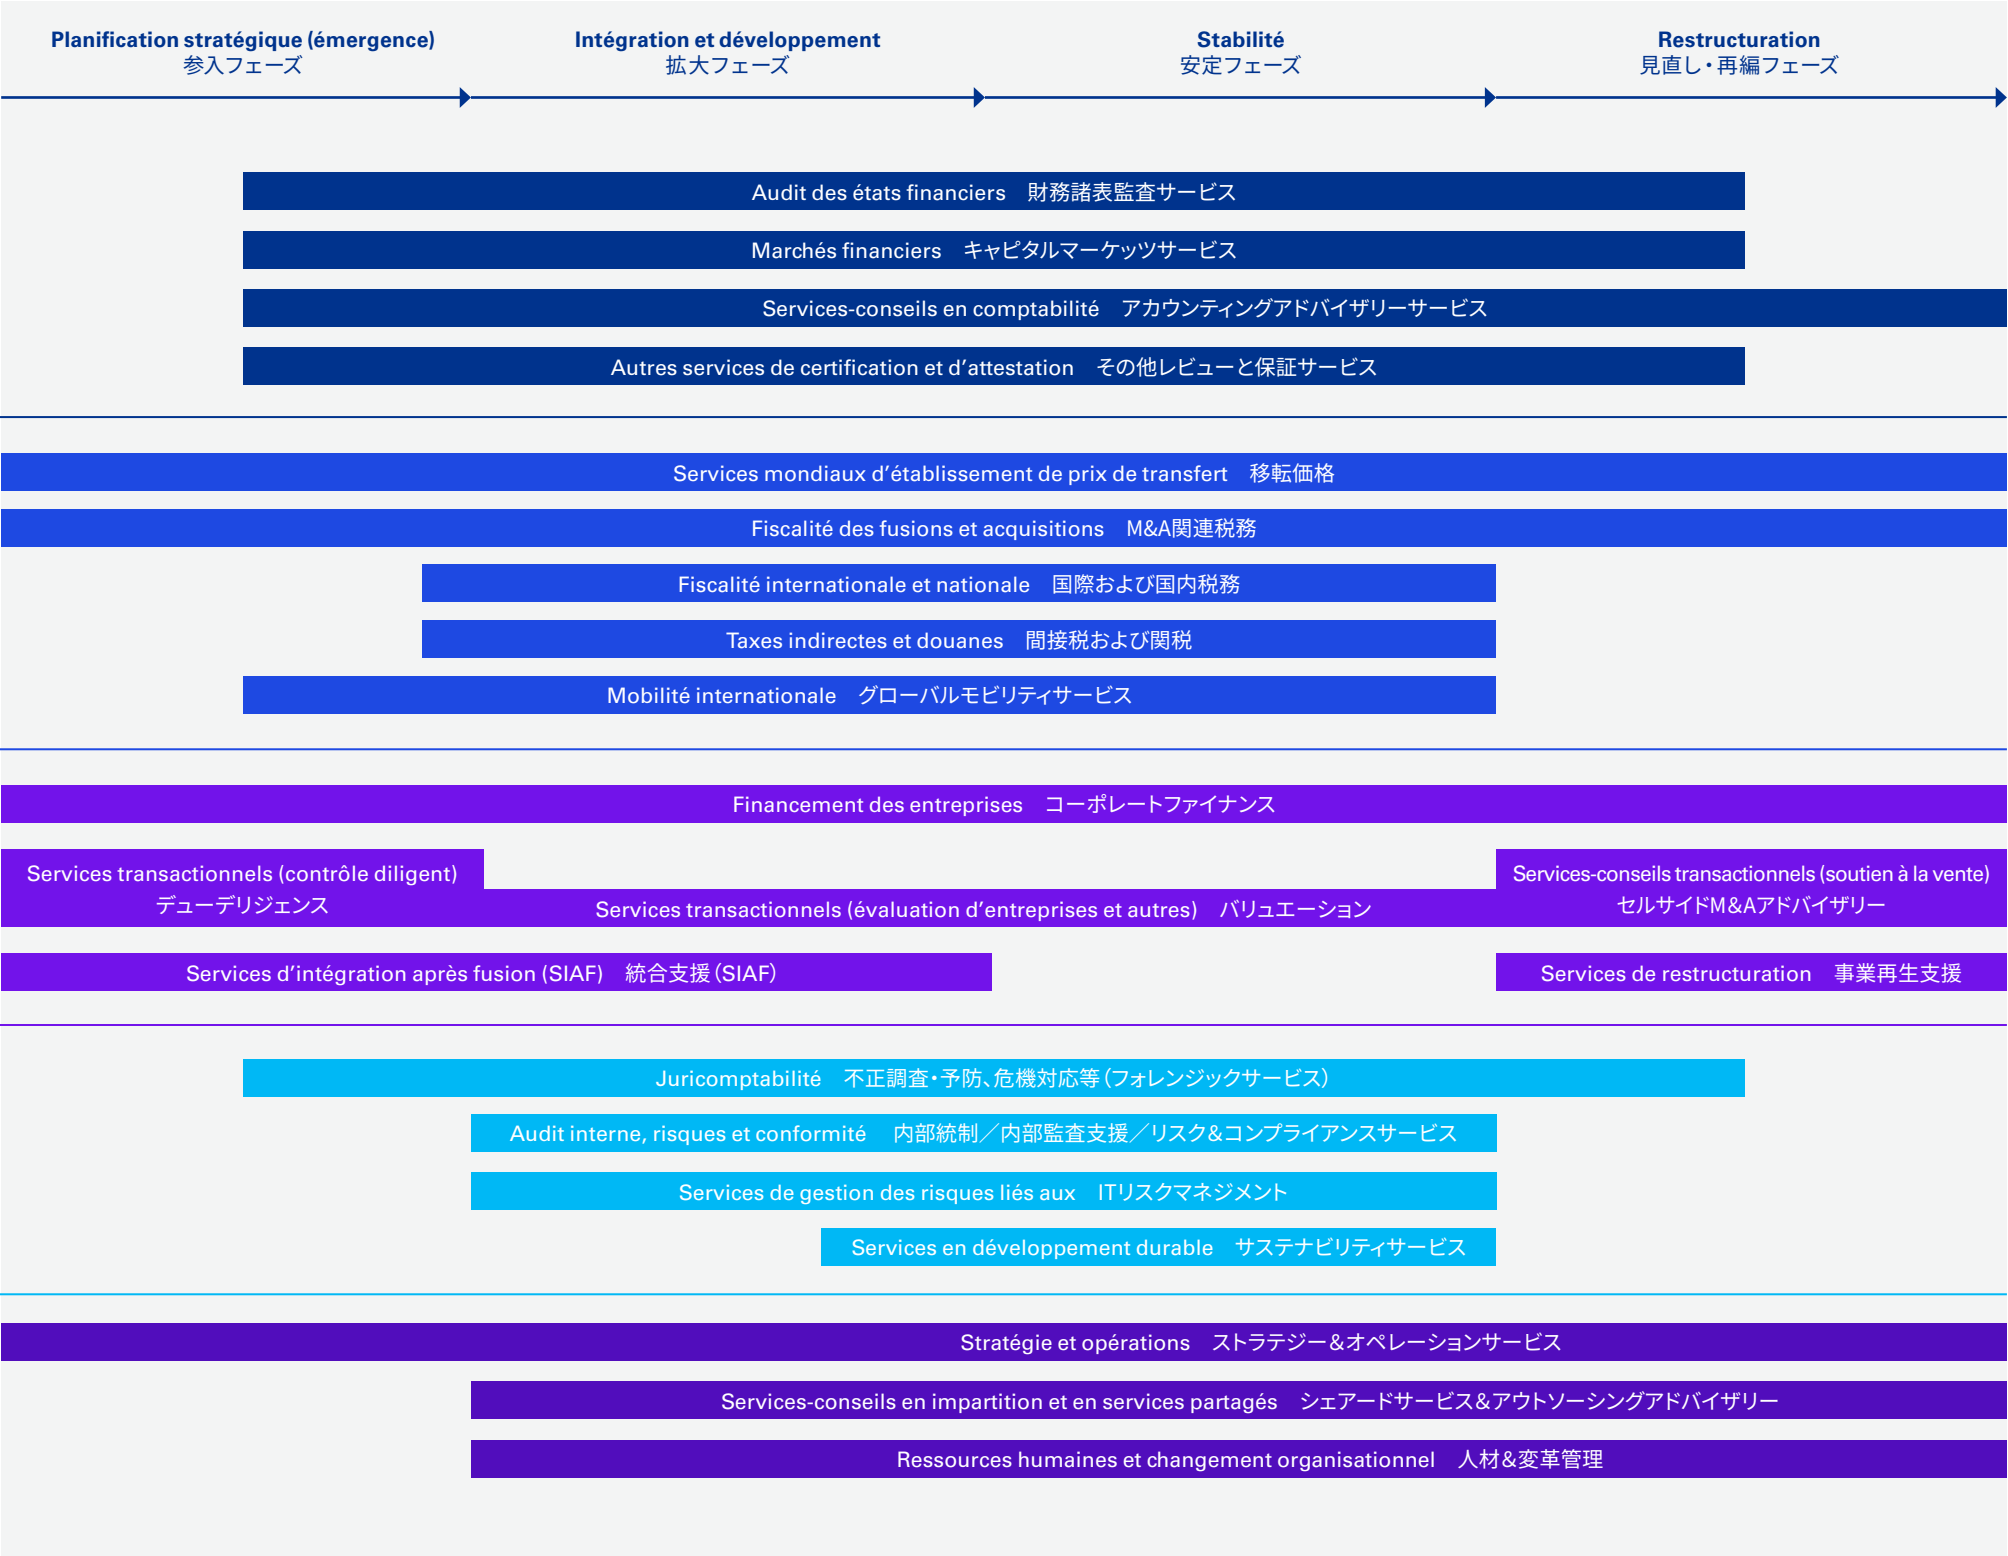 Planification stratégique (émergence)
参入フェーズ
Intégration et développement
拡大フェーズ
Stabilité
安定フェーズ
Restructuration
見直し・再編フェーズ
Audit des états financiers　財務諸表監査サービス
Marchés financiers　キャピタルマーケッツサービス
Services-conseils en comptabilité　アカウンティングアドバイザリーサービス
Autres services de certification et d’attestation　その他レビューと保証サービス
Services mondiaux d’établissement de prix de transfert　移転価格
Fiscalité des fusions et acquisitions　M&A関連税務
Fiscalité internationale et nationale　国際および国内税務
Taxes indirectes et douanes　間接税および関税
Mobilité internationale　グローバルモビリティサービス
Financement des entreprises　コーポレートファイナンス
Services transactionnels (contrôle diligent)
デューデリジェンス
Services transactionnels (évaluation d’entreprises et autres)　バリュエーション
Services-conseils transactionnels (soutien à la vente)
セルサイドM&Aアドバイザリー
Services d’intégration après fusion (SIAF)　統合支援（SIAF）
Services de restructuration　事業再生支援
Juricomptabilité　不正調査・予防、危機対応等（フォレンジックサービス）
Audit interne, risques et conformité　内部統制／内部監査支援／リスク＆コンプライアンスサービス
Services de gestion des risques liés aux　ITリスクマネジメント
Services en développement durable　サステナビリティサービス
Stratégie et opérations　ストラテジー＆オペレーションサービス
Services-conseils en impartition et en services partagés　シェアードサービス＆アウトソーシングアドバイザリー
Ressources humaines et changement organisationnel　人材＆変革管理